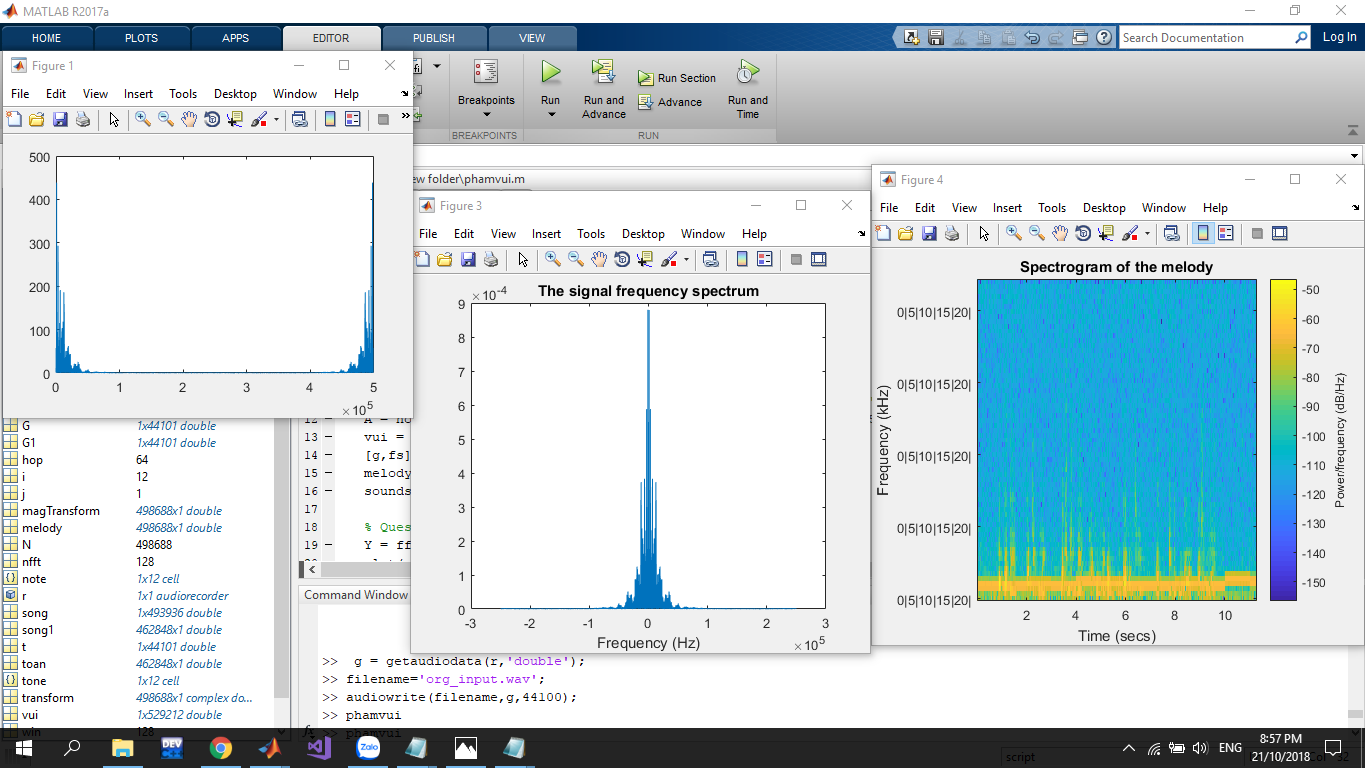 MATLAB R2017a
HOME PLOTS APPS EDITOR PUBLISH VIEW
Search Documentation
Log In
Breakpoints
Run
Run and Advance
Run Section
Advance
Run and Time
BREAKPOINTS
RUN
ew folder\phamvui.m
Figure 1
File Edit View Insert Tools Desktop Window Help
500
400
300
200
100
0
0 1 2 3 4 5
×10^5
Figure 3
File Edit View Insert Tools Desktop Window Help
The signal frequency spectrum
×10^-4
9
8
7
6
5
4
3
2
1
0
-3 -2 -1 0 1 2 3
×10^5
Frequency (Hz)
Figure 4
File Edit View Insert Tools Desktop Window Help
Spectrogram of the melody
Frequency (kHz)
0|5|10|15|20|
0|5|10|15|20|
0|5|10|15|20|
0|5|10|15|20|
0|5|10|15|20|
2 4 6 8 10
Time (secs)
-50
-60
-70
-80
-90
-100
-110
-120
-130
-140
-150
Power/frequency (dB/Hz)
G 1x44101 double
G1 1x44101 double
hop 64
i 12
j 1
magTransform 498688x1 double
melody 498688x1 double
N 498688
nfft 128
note 1x12 cell
r 1x1 audiorecorder
song 1x493936 double
song1 462848x1 double
t 1x44101 double
toan 462848x1 double
tone 1x12 cell
transform 498688x1 complex do...
vui 1x529212 double
win 128
12 – A = no
13 – vui =
14 – [g,fs]
15 – melody
16 – sounds
17
18 % Ques
19 – Y = ff
Command Window
>> g = getaudiodata(r,'double');
>> filename='org_input.wav';
>> audiowrite(filename,g,44100);
>> phamvui
>> phamvui
script
DEV
Zalo
ENG
8:57 PM
21/10/2018